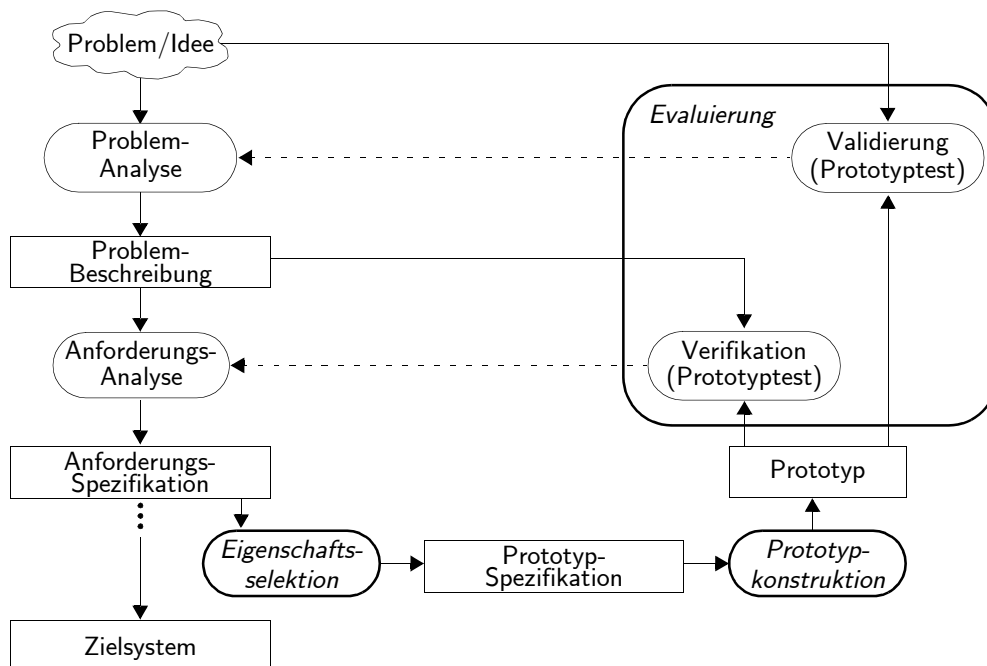 Problem/Idee
Evaluierung
Problem-
Analyse
Validierung
(Prototyptest)
Problem-
Beschreibung
Anforderungs-
Analyse
Verifikation
(Prototyptest)
Anforderungs-
Spezifikation
Prototyp
Eigenschafts-
selektion
Prototyp-
Spezifikation
Prototyp-
konstruktion
Zielsystem